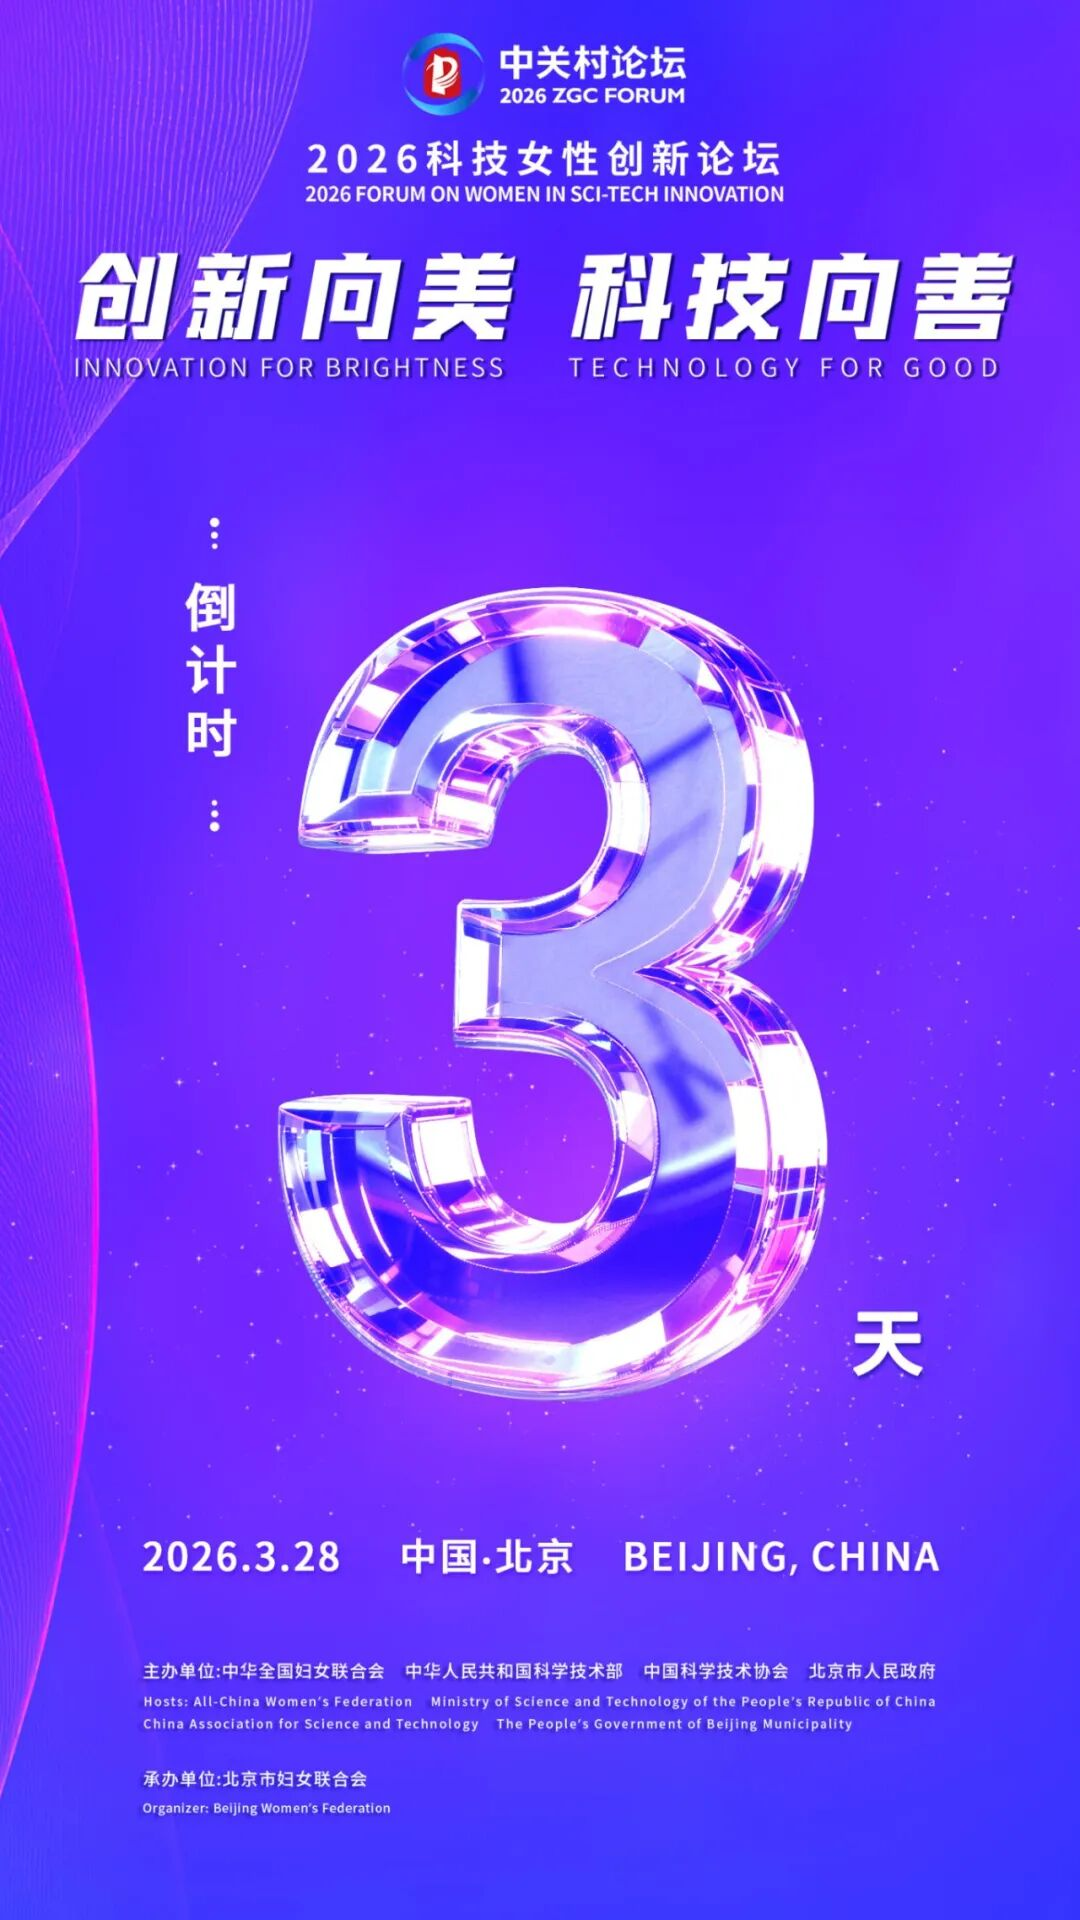 中关村论坛
2026 ZGC FORUM
2026科技女性创新论坛
2026 FORUM ON WOMEN IN SCI-TECH INNOVATION
创新向美 科技向善
INNOVATION FOR BRIGHTNESS TECHNOLOGY FOR GOOD
倒计时
3
天
2026.3.28 中国·北京 BEIJING, CHINA
主办单位:中华全国妇女联合会 中华人民共和国科学技术部 中国科学技术协会 北京市人民政府
Hosts: All-China Women's Federation Ministry of Science and Technology of the People's Republic of China
China Association for Science and Technology The People's Government of Beijing Municipality
承办单位:北京市妇女联合会
Organizer: Beijing Women's Federation